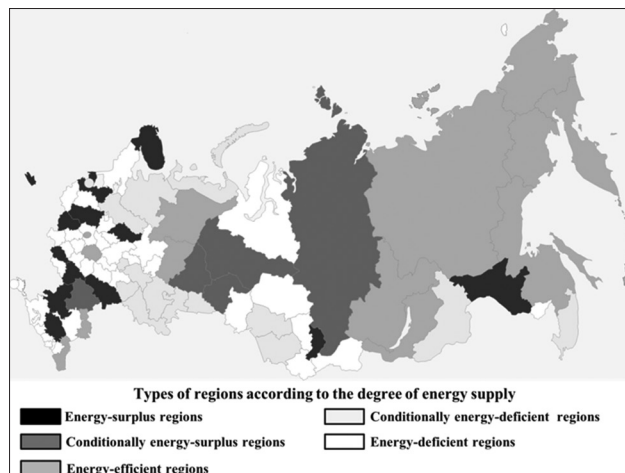 Types of regions according to the degree of energy supply
Energy-surplus regions
Conditionally energy-deficient regions
Conditionally energy-surplus regions
Energy-deficient regions
Energy-efficient regions